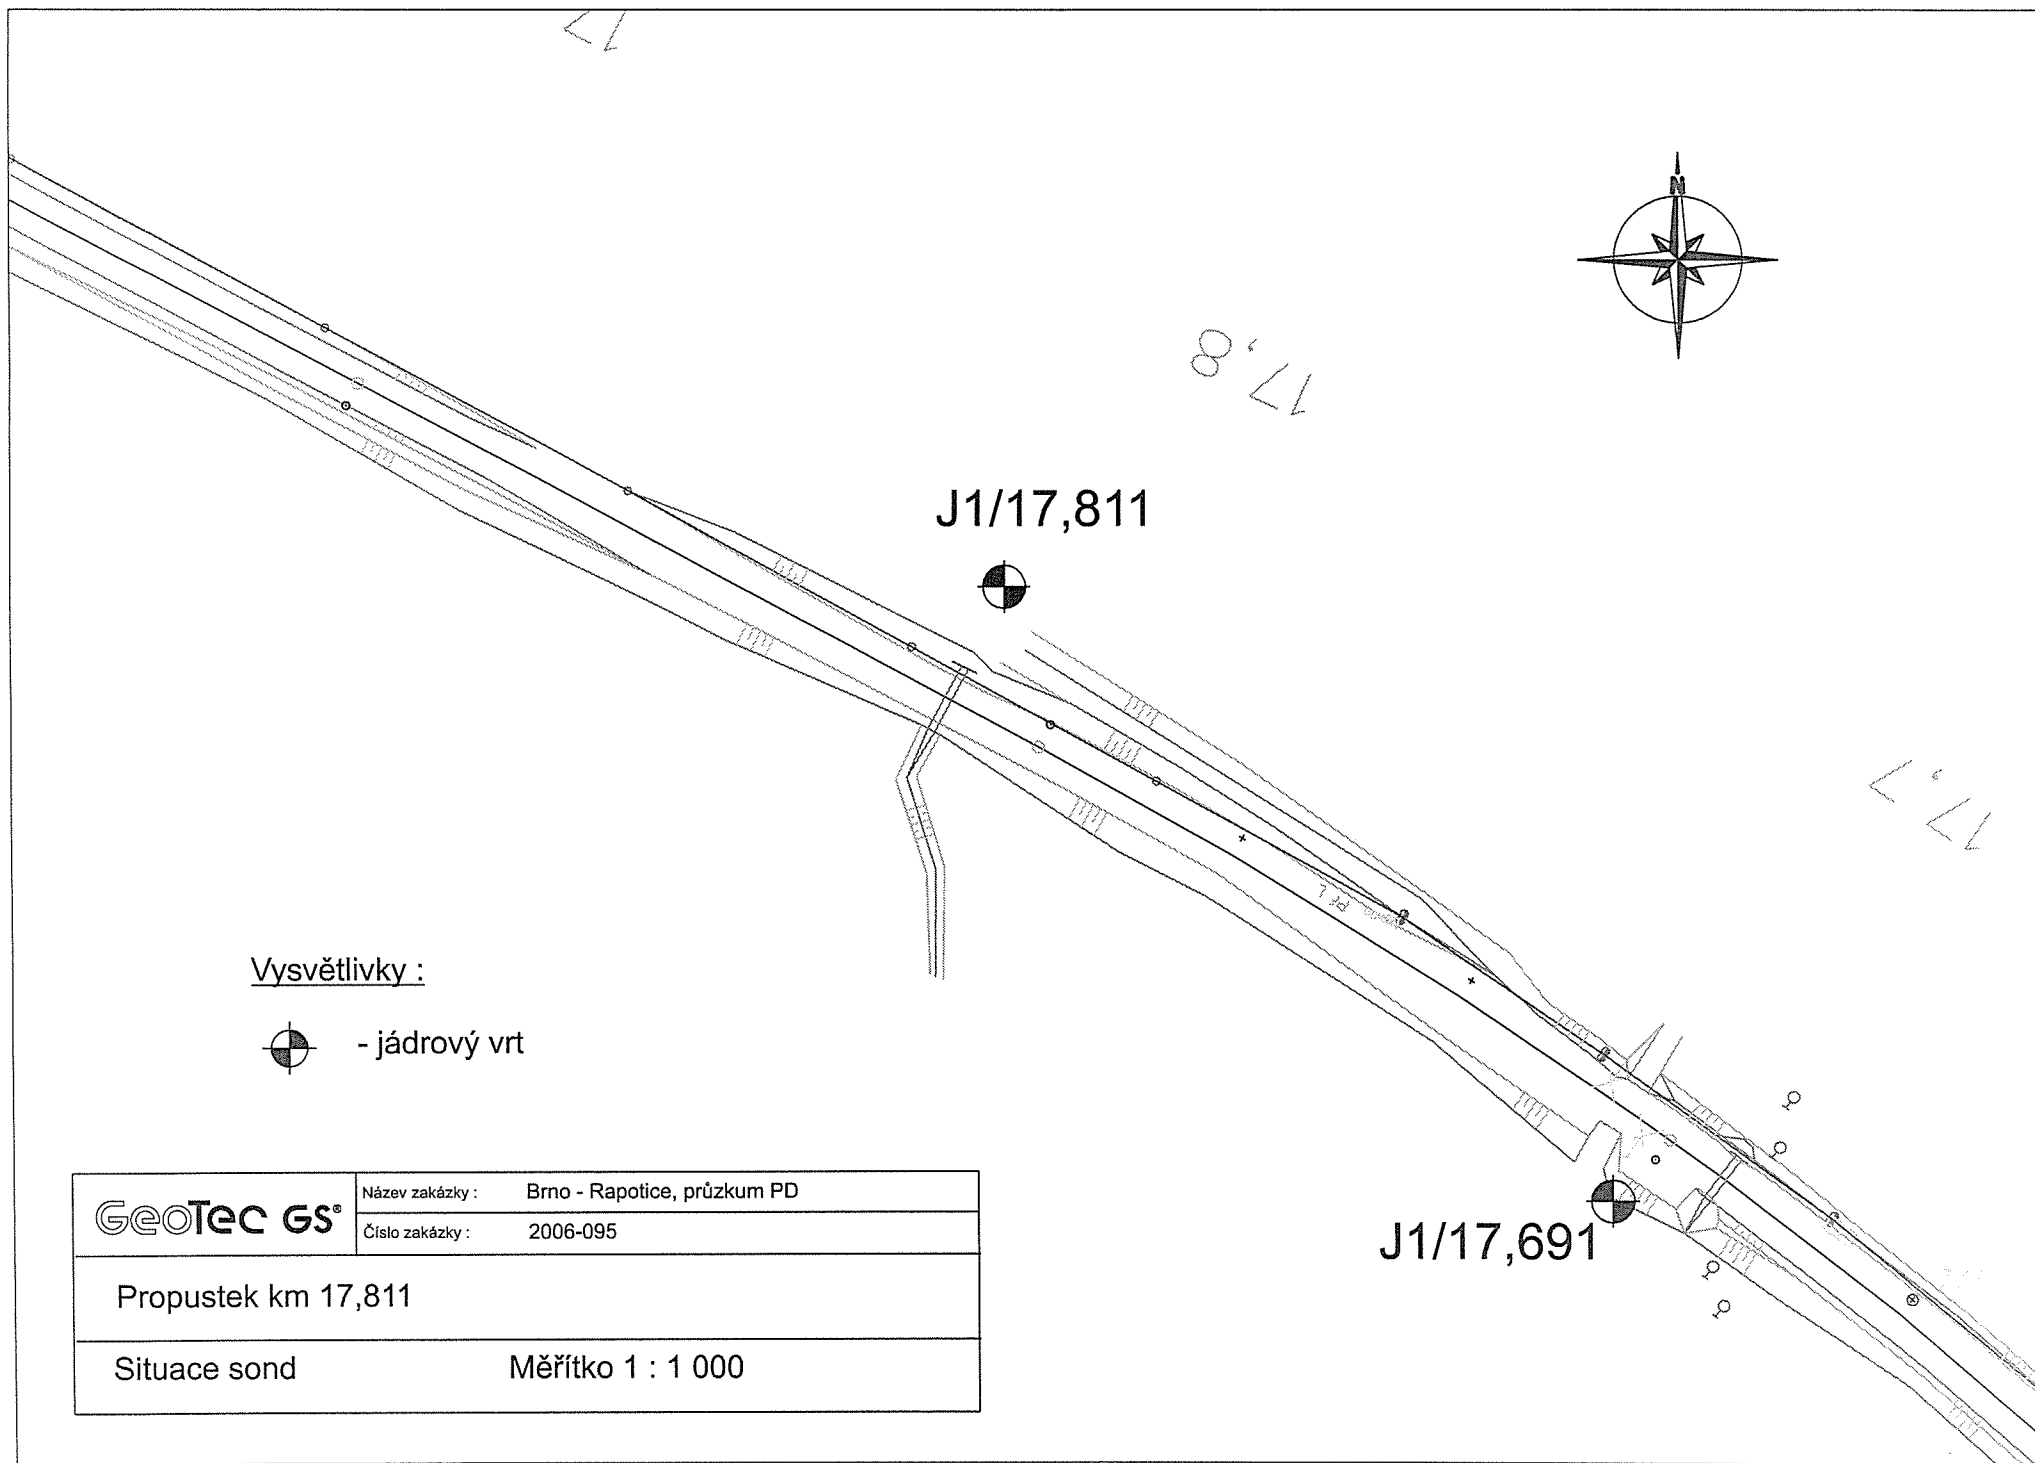 17
N
17,8
J1/17,811
17,7
Vysvětlivky :
- jádrový vrt
J1/17,691
GeoTec GS®
Název zakázky : Brno - Rapotice, průzkum PD
Číslo zakázky : 2006-095
Propustek km 17,811
Situace sond Měřítko 1 : 1 000